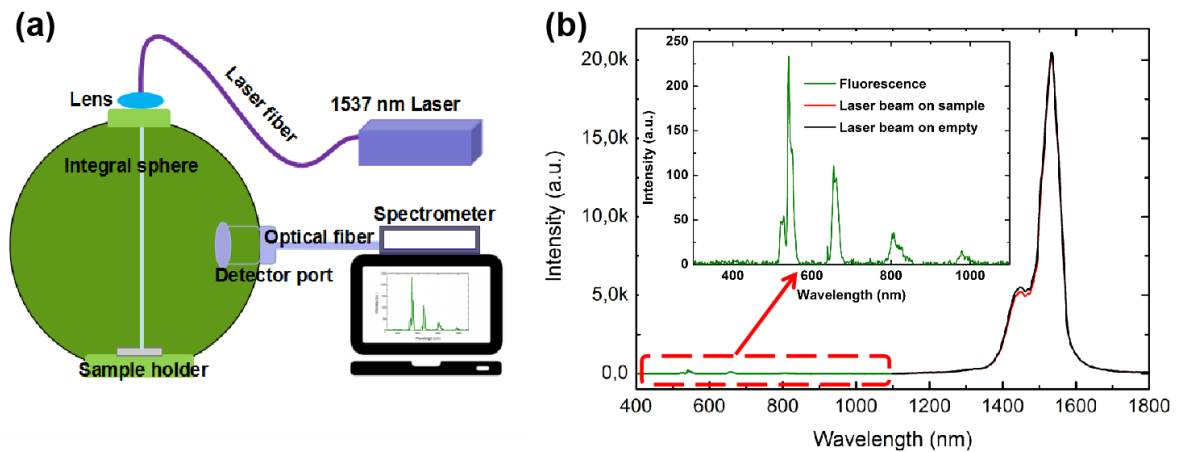 (a)
Lens
Laser fiber
1537 nm Laser
Integral sphere
Spectrometer
Optical fiber
Detector port
Sample holder
(b)
Intensity (a.u.)
20,0k
15,0k
10,0k
5,0k
0,0
400 600 800 1000 1200 1400 1600 1800
Wavelength (nm)
Intensity (a.u.)
250
200
150
100
50
0
400 600 800 1000
Wavelength (nm)
Fluorescence
Laser beam on sample
Laser beam on empty